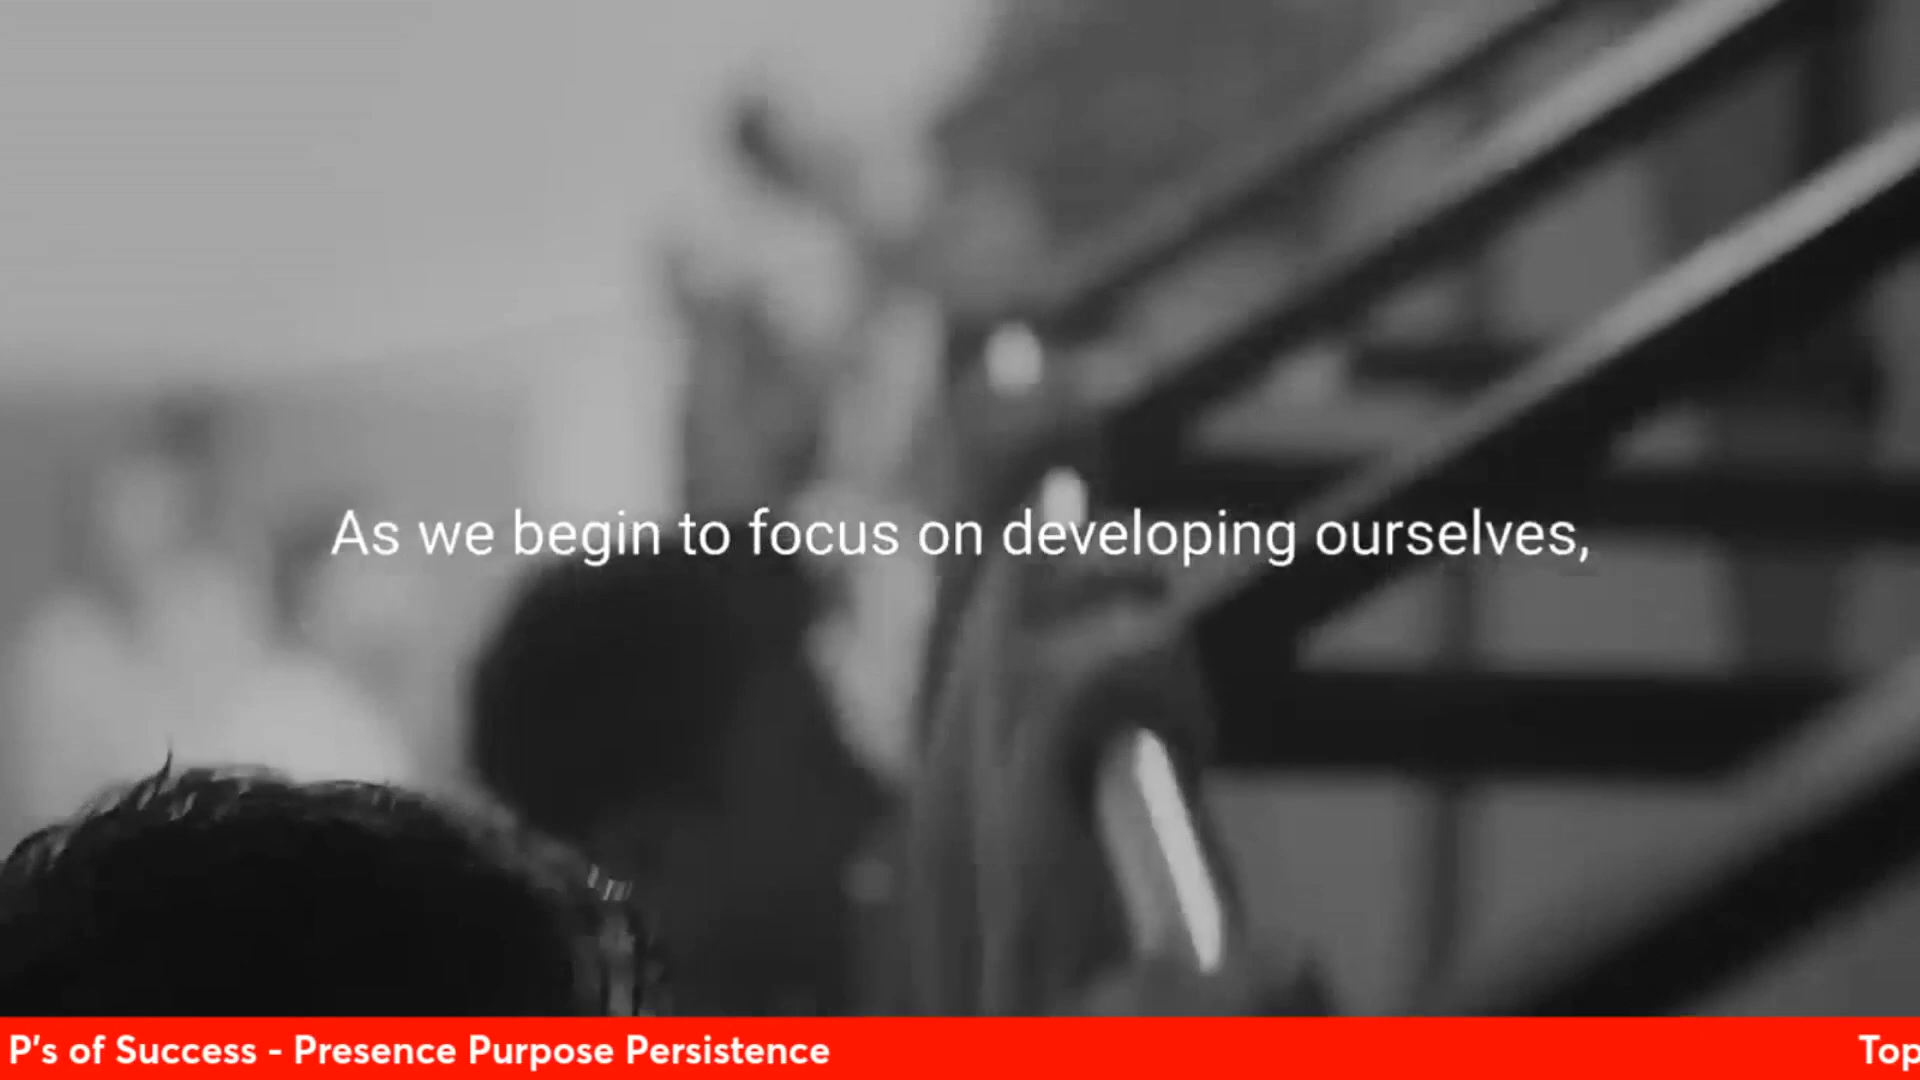 As we begin to focus on developing ourselves,
P's of Success - Presence Purpose Persistence
Top